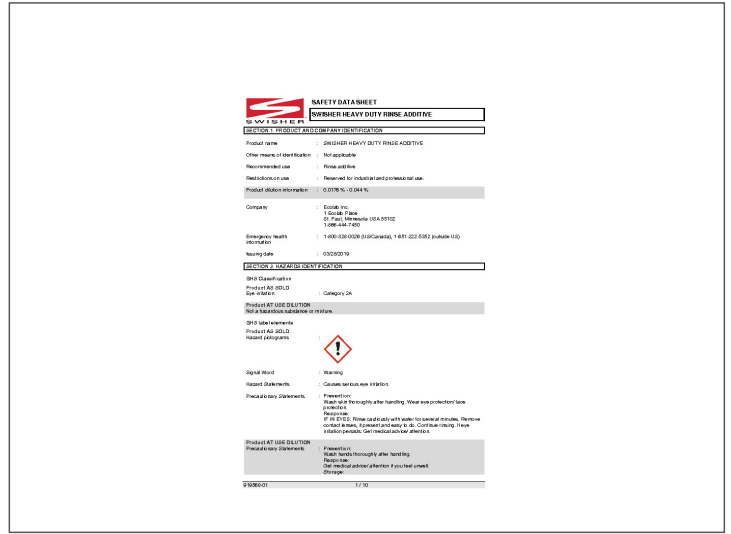 SAFETY DATA SHEET
SWISHER
SWISHER HEAVY DUTY RINSE ADDITIVE
SECTION 1. PRODUCT AND COMPANY IDENTIFICATION
Product name : SWISHER HEAVY DUTY RINSE ADDITIVE
Other means of identification : Not applicable
Recommended use : Rinse additive
Restrictions on use : Reserved for industrial and professional use.
Product dilution information : 0.0176 % - 0.044 %
Company : Ecolab Inc.
1 Ecolab Place
St. Paul, Minnesota USA 55102
1-866-444-7450
Emergency health information : 1-800-328-0026 (US/Canada), 1-651-222-5352 (outside US)
Issuing date : 03/28/2019
SECTION 2. HAZARDS IDENTIFICATION
GHS Classification
Product AS SOLD
Eye irritation : Category 2A
Product AT USE DILUTION
Not a hazardous substance or mixture.
GHS label elements
Product AS SOLD
Hazard pictograms :
Signal Word : Warning
Hazard Statements : Causes serious eye irritation.
Precautionary Statements : Prevention:
Wash skin thoroughly after handling. Wear eye protection/ face
protection.
Response:
IF IN EYES: Rinse cautiously with water for several minutes. Remove
contact lenses, if present and easy to do. Continue rinsing. If eye
irritation persists: Get medical advice/ attention.
Product AT USE DILUTION
Precautionary Statements : Prevention:
Wash hands thoroughly after handling.
Response:
Get medical advice/ attention if you feel unwell.
Storage:
1 / 10